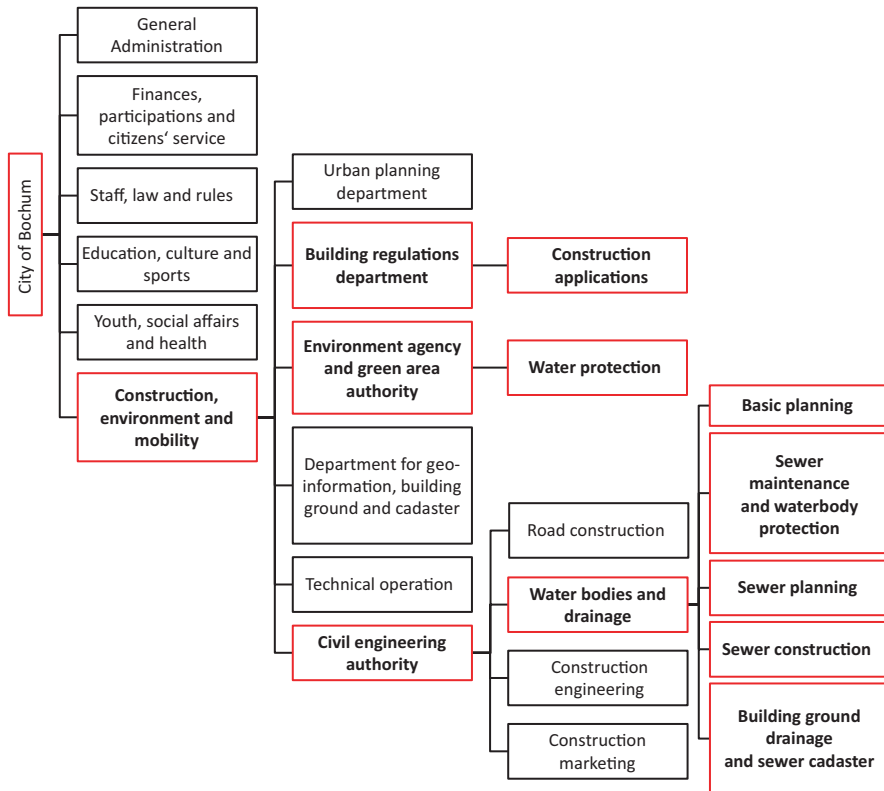 City of Bochum
General
Administration
Finances,
participations and
citizens‘ service
Staff, law and rules
Education, culture and
sports
Youth, social affairs
and health
Construction,
environment and
mobility
Urban planning
department
Building regulations
department
Environment agency
and green area
authority
Department for geo-
information, building
ground and cadaster
Technical operation
Civil engineering
authority
Construction
applications
Water protection
Road construction
Water bodies and
drainage
Construction
engineering
Construction
marketing
Basic planning
Sewer
maintenance
and waterbody
protection
Sewer planning
Sewer construction
Building ground
drainage
and sewer cadaster